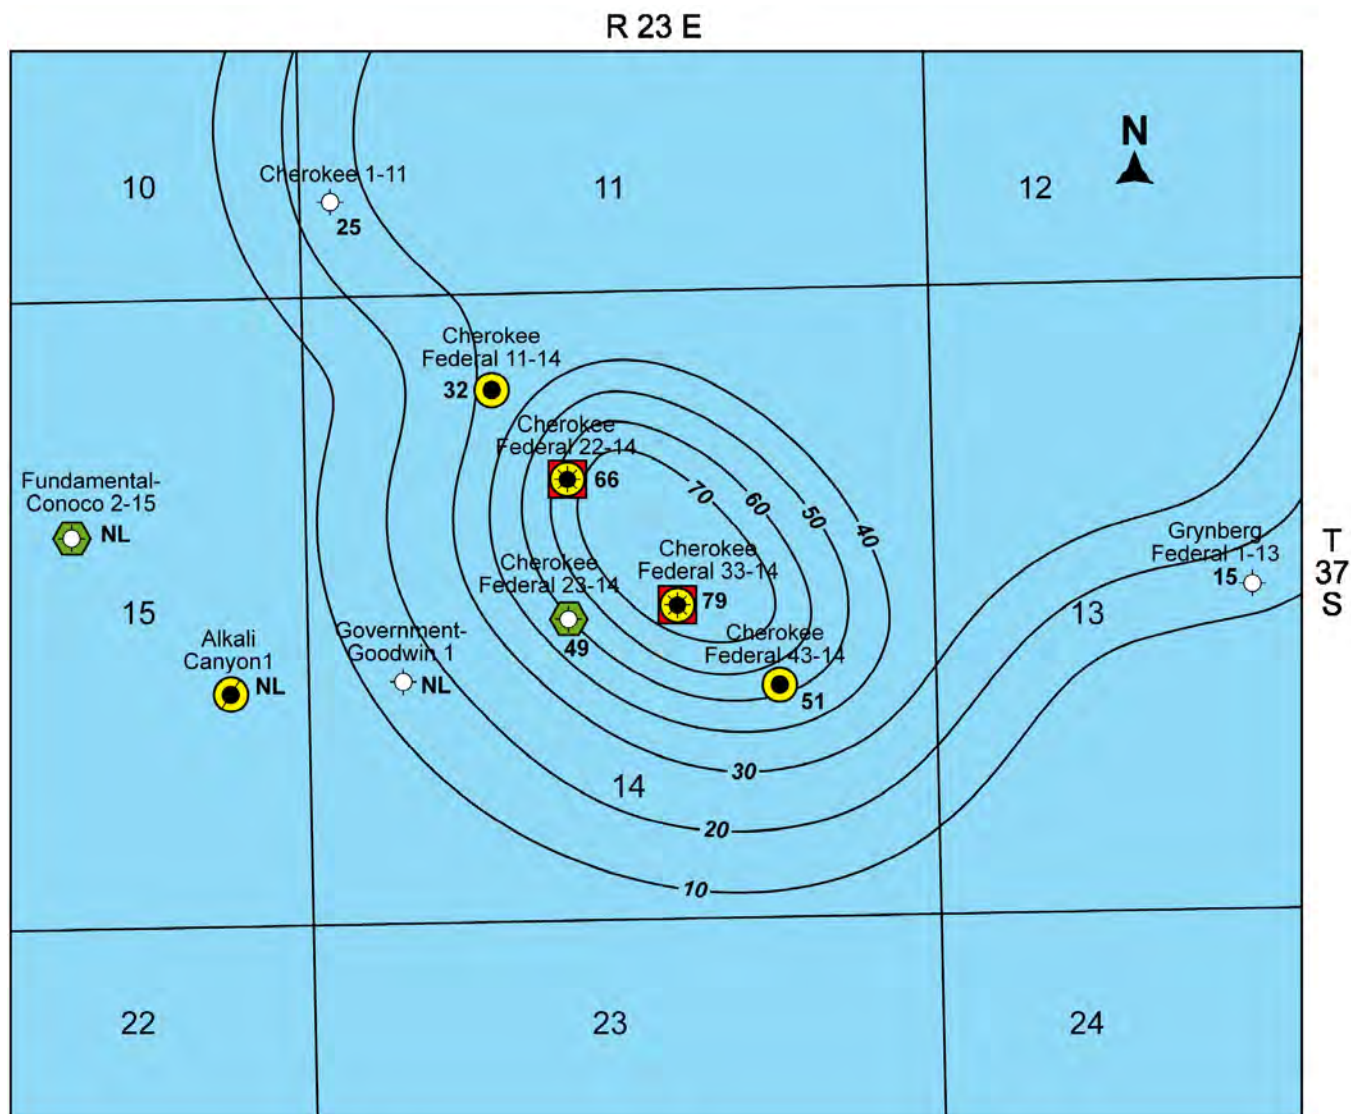 R 23 E
N
10
Cherokee 1-11
25
11
12
Cherokee
Federal 11-14
32
Cherokee
Federal 22-14
66
70
60
50
40
Fundamental-
Conoco 2-15
NL
Grynberg
Federal 1-13
15
T
37
S
Cherokee
Federal 23-14
49
Cherokee
Federal 33-14
79
15
13
Alkali
Canyon1
NL
Government-
Goodwin 1
NL
Cherokee
Federal 43-14
51
30
14
20
10
22
23
24